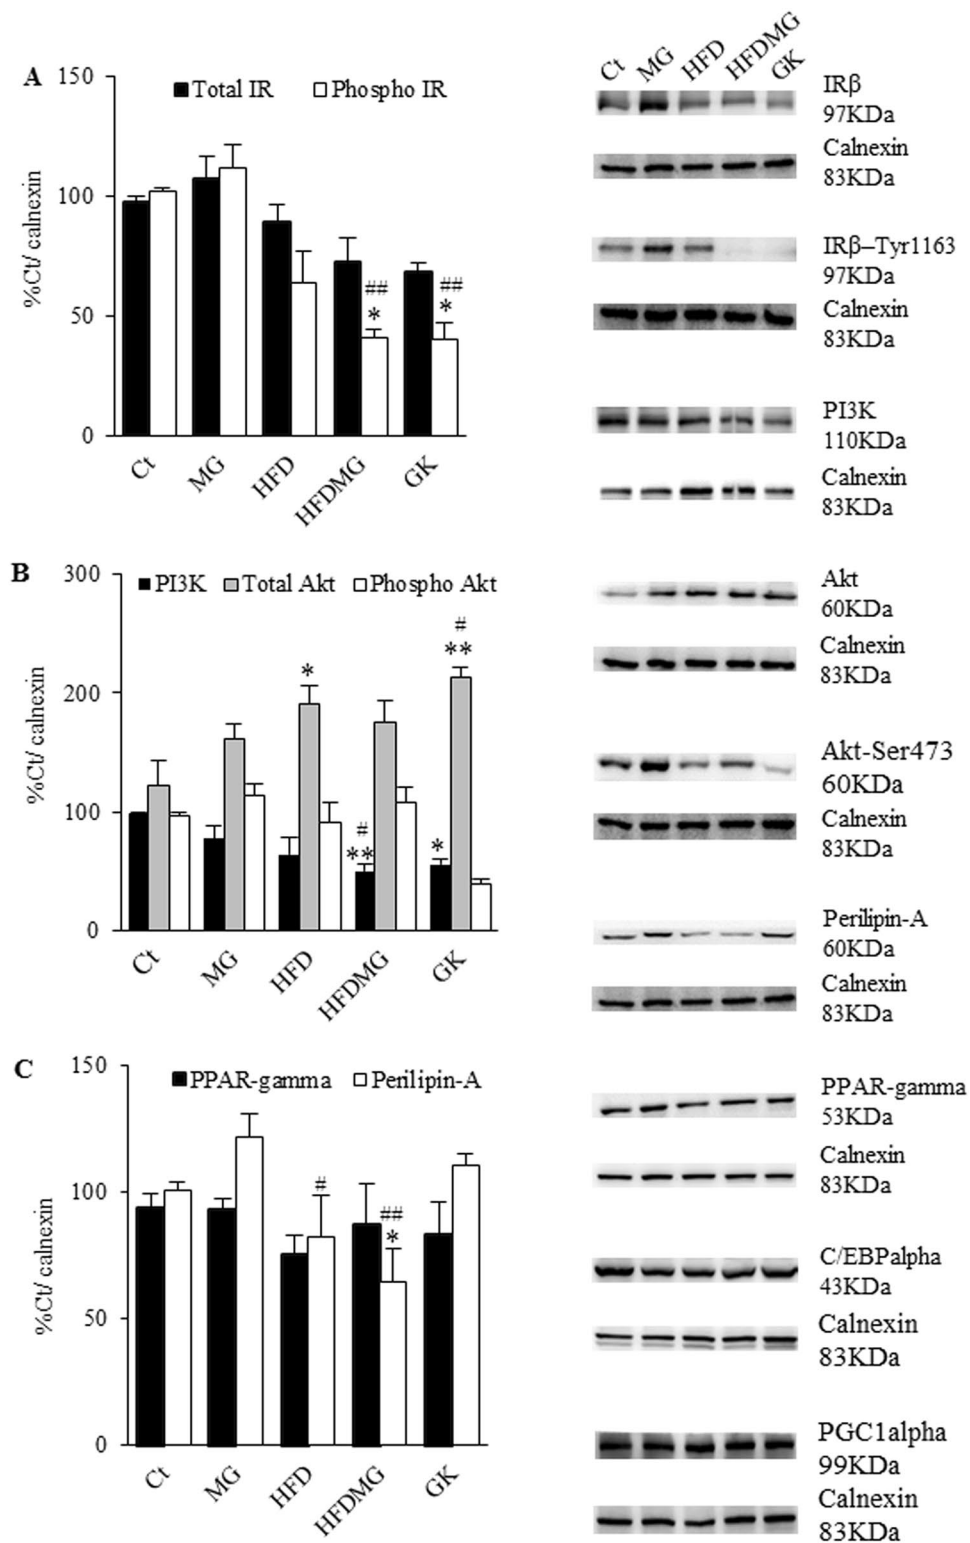 A
150
100
50
0
%Ct/ calnexin
Total IR
Phospho IR
##
*
##
*
Ct
MG
HFD
HFDMG
GK
B
300
200
100
0
%Ct/ calnexin
PI3K
Total Akt
Phospho Akt
*
#
**
*
#
**
Ct
MG
HFD
HFDMG
GK
C
150
100
50
0
%Ct/ calnexin
PPAR-gamma
Perilipin-A
#
##
*
Ct
MG
HFD
HFDMG
GK
Ct
MG
HFD
HFDMG
GK
IRβ
97KDa
Calnexin
83KDa
IRβ–Tyr1163
97KDa
Calnexin
83KDa
PI3K
110KDa
Calnexin
83KDa
Akt
60KDa
Calnexin
83KDa
Akt-Ser473
60KDa
Calnexin
83KDa
Perilipin-A
60KDa
Calnexin
83KDa
PPAR-gamma
53KDa
Calnexin
83KDa
C/EBPalpha
43KDa
Calnexin
83KDa
PGC1alpha
99KDa
Calnexin
83KDa